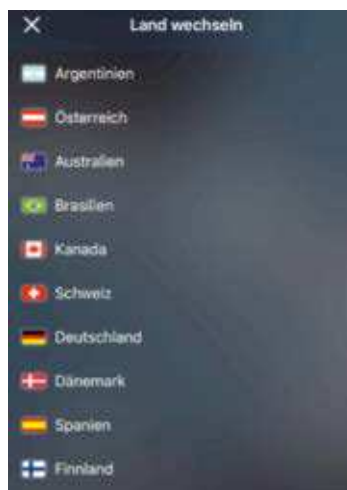 Land wechseln
Argentinien
Österreich
Australien
Brasilien
Kanada
Schweiz
Deutschland
Dänemark
Spanien
Finnland